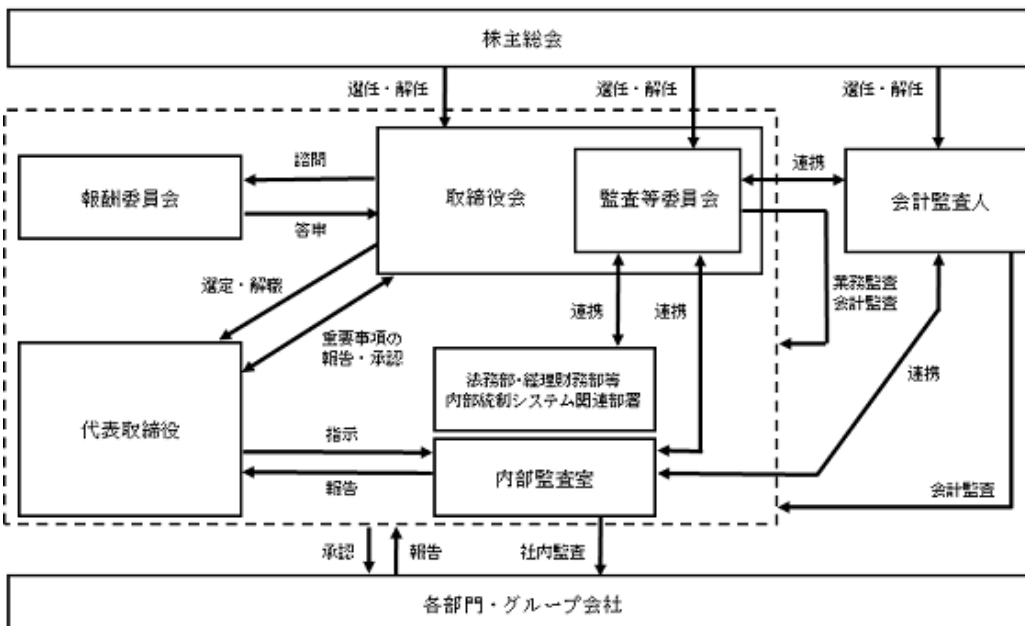 株主総会
選任・解任
選任・解任
選任・解任
諮問
報酬委員会
取締役会
監査等委員会
連携
会計監査人
答申
選定・解職
重要事項の
報告・承認
連携
連携
業務監査
会計監査
連携
法務部・経理財務部等
内部統制システム関連部署
代表取締役
指示
報告
内部監査室
会計監査
承認
報告
社内監査
各部門・グループ会社